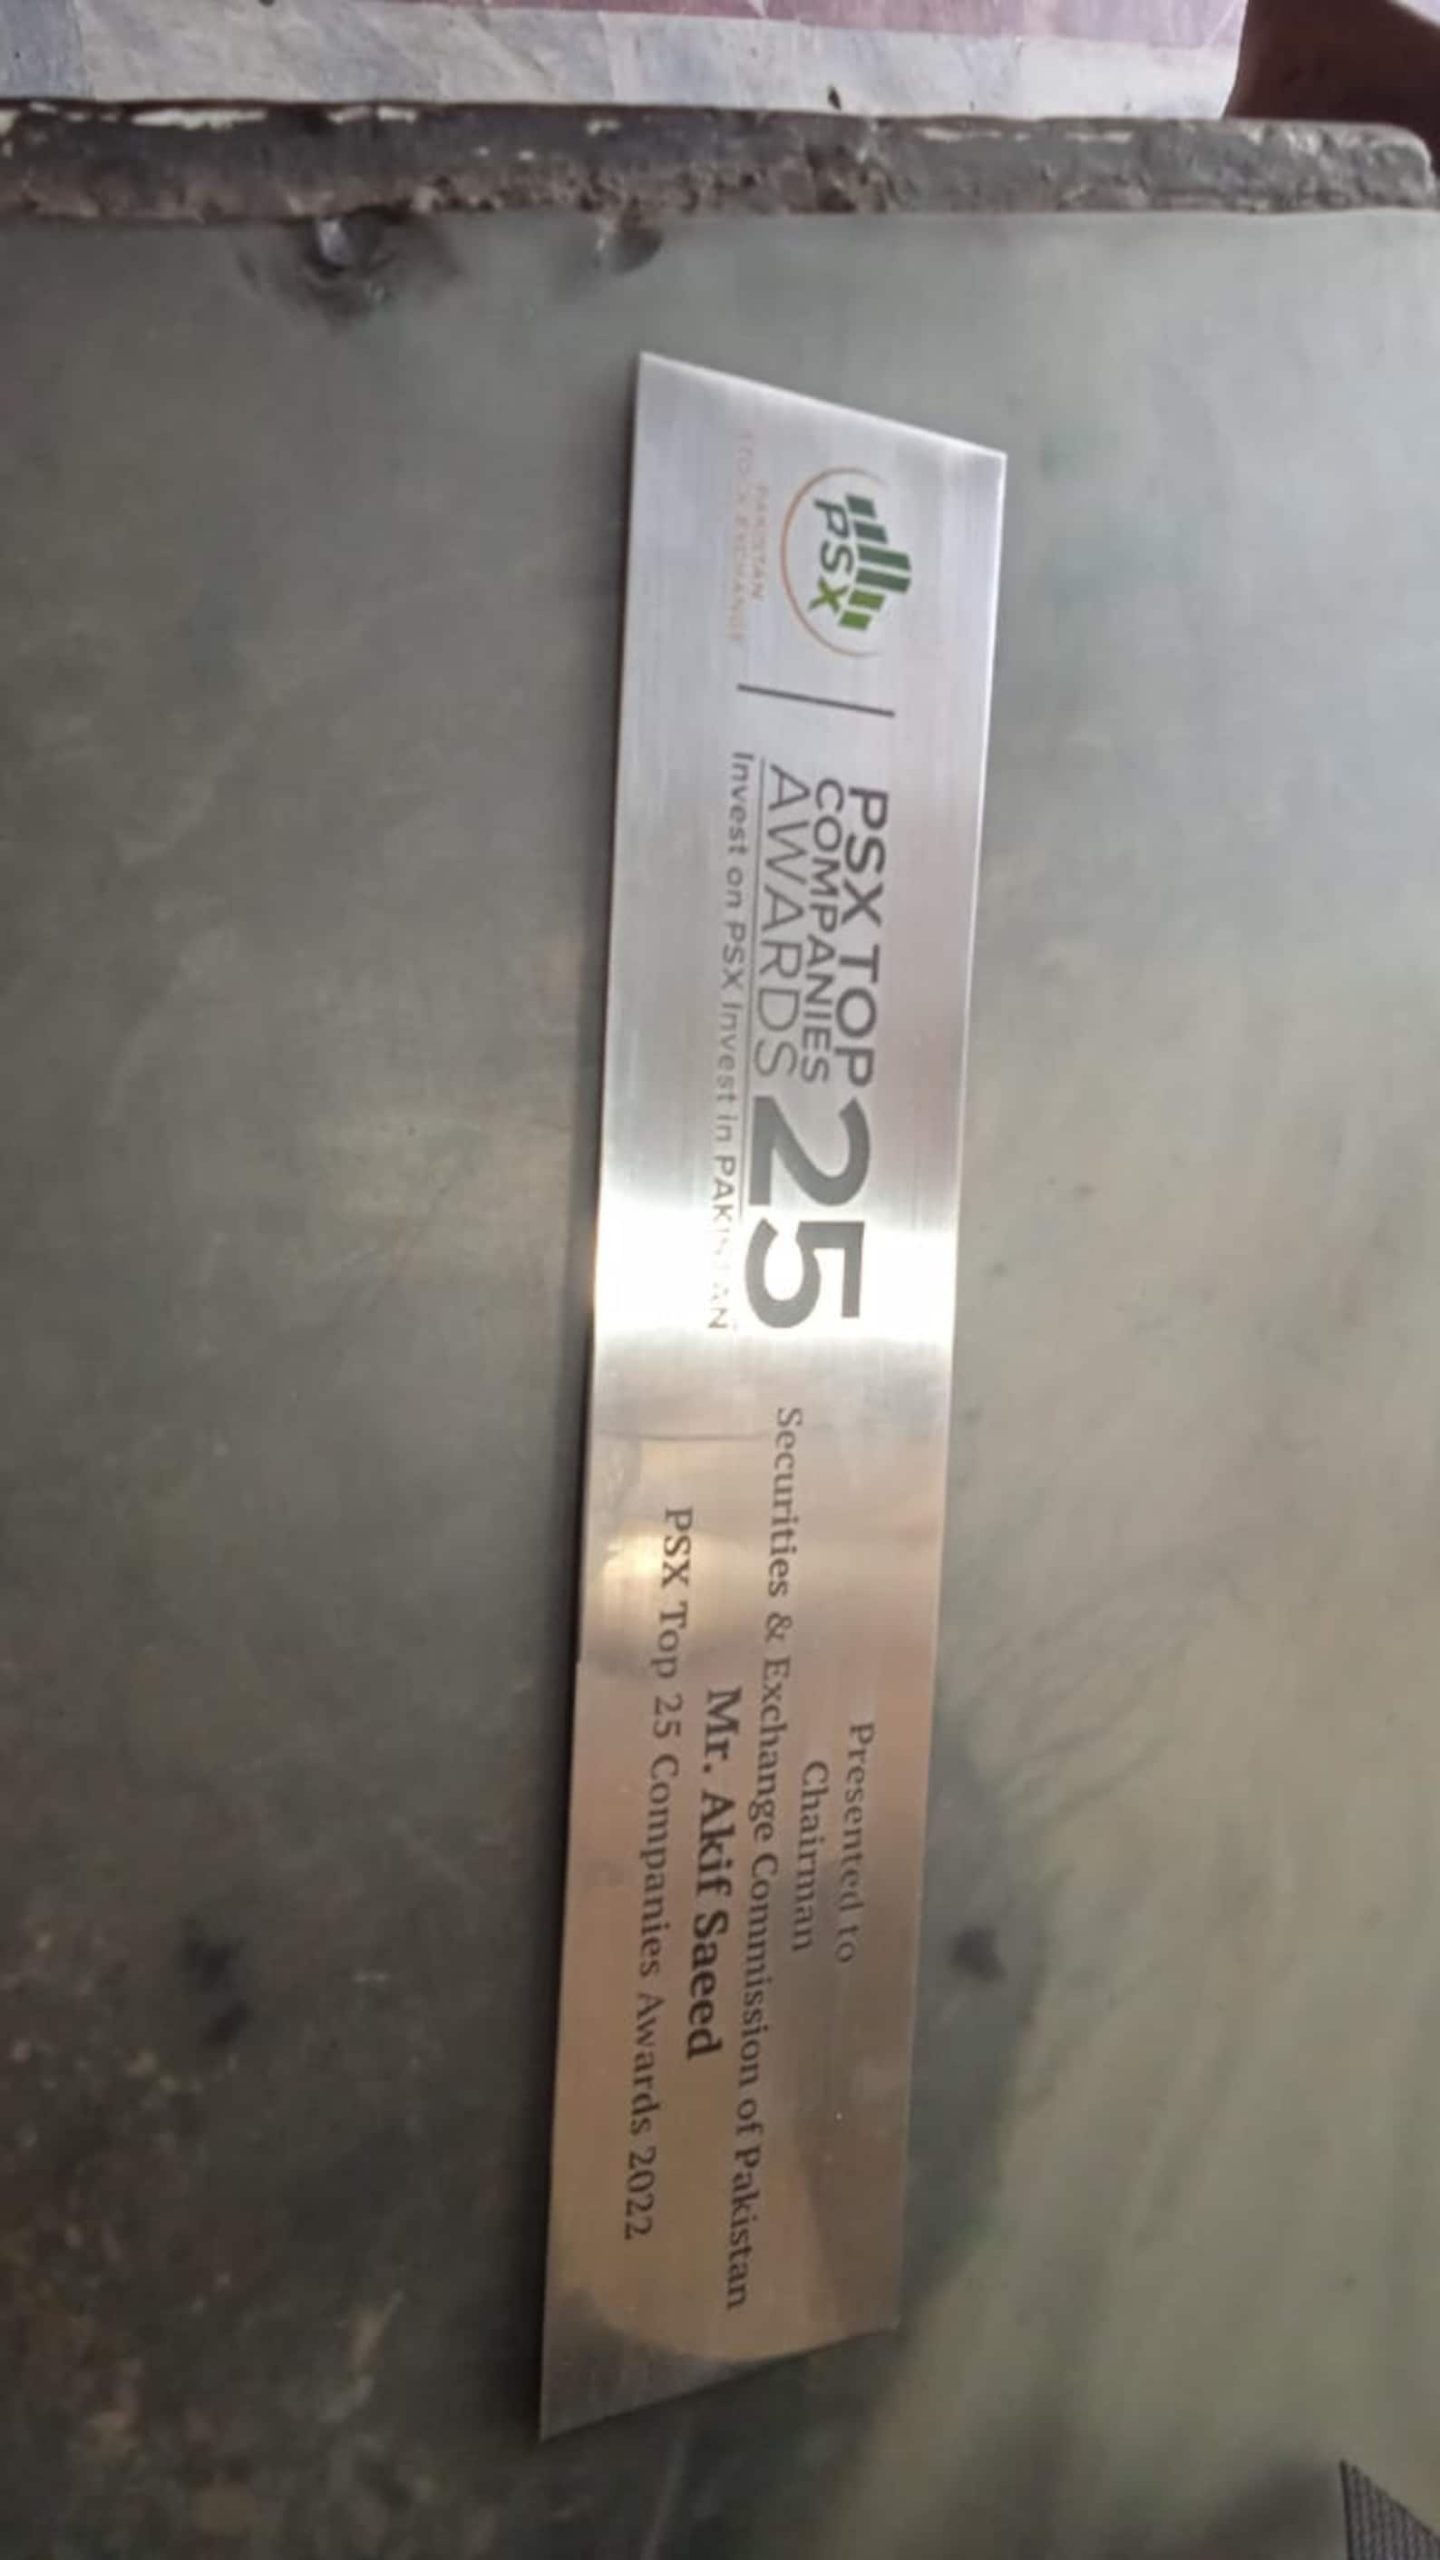 PSX
PAKISTAN
STOCK EXCHANGE
PSX TOP
COMPANIES
AWARDS
25
Invest on PSX Invest in PAKISTAN
Presented to
Chairman
Securities & Exchange Commission of Pakistan
Mr. Akif Saeed
PSX Top 25 Companies Awards 2022